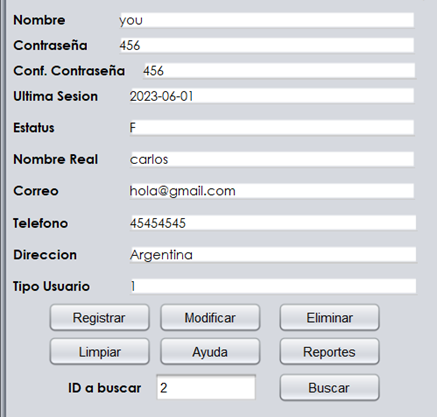 Nombre you
Contraseña 456
Conf. Contraseña 456
Ultima Sesion 2023-06-01
Estatus F
Nombre Real carlos
Correo hola@gmail.com
Telefono 45454545
Direccion Argentina
Tipo Usuario 1
Registrar Modificar Eliminar
Limpiar Ayuda Reportes
ID a buscar 2 Buscar